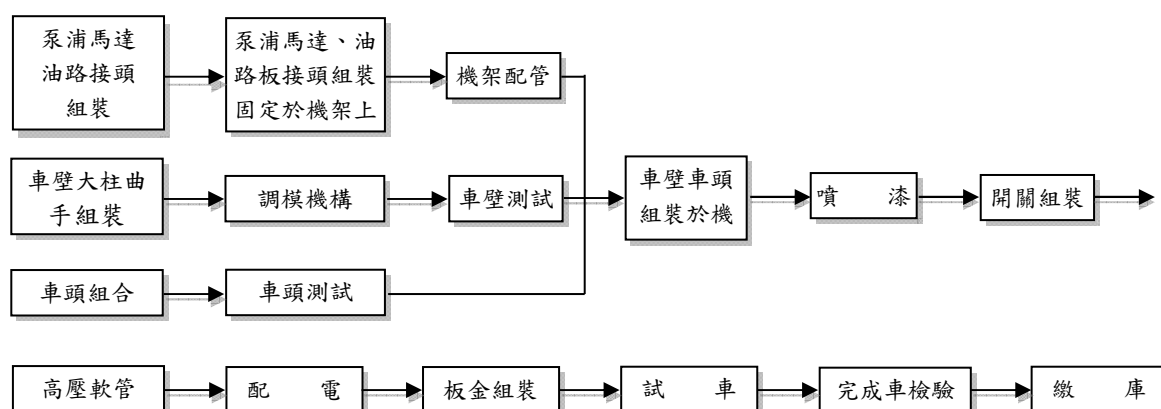 泵浦馬達
油路接頭
組裝
泵浦馬達、油
路板接頭組裝
固定於機架上
機架配管
車壁大柱曲
手組裝
調模機構
車壁測試
車頭組合
車頭測試
車壁車頭
組裝於機
噴　　漆
開關組裝
高壓軟管
配　　電
板金組裝
試　　車
完成車檢驗
繳　　庫